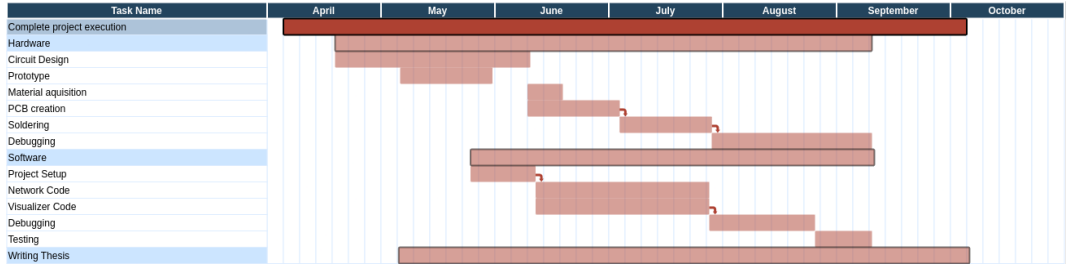 Task Name April May June July August September October
Complete project execution
Hardware
Circuit Design
Prototype
Material aquisition
PCB creation
Soldering
Debugging
Software
Project Setup
Network Code
Visualizer Code
Debugging
Testing
Writing Thesis